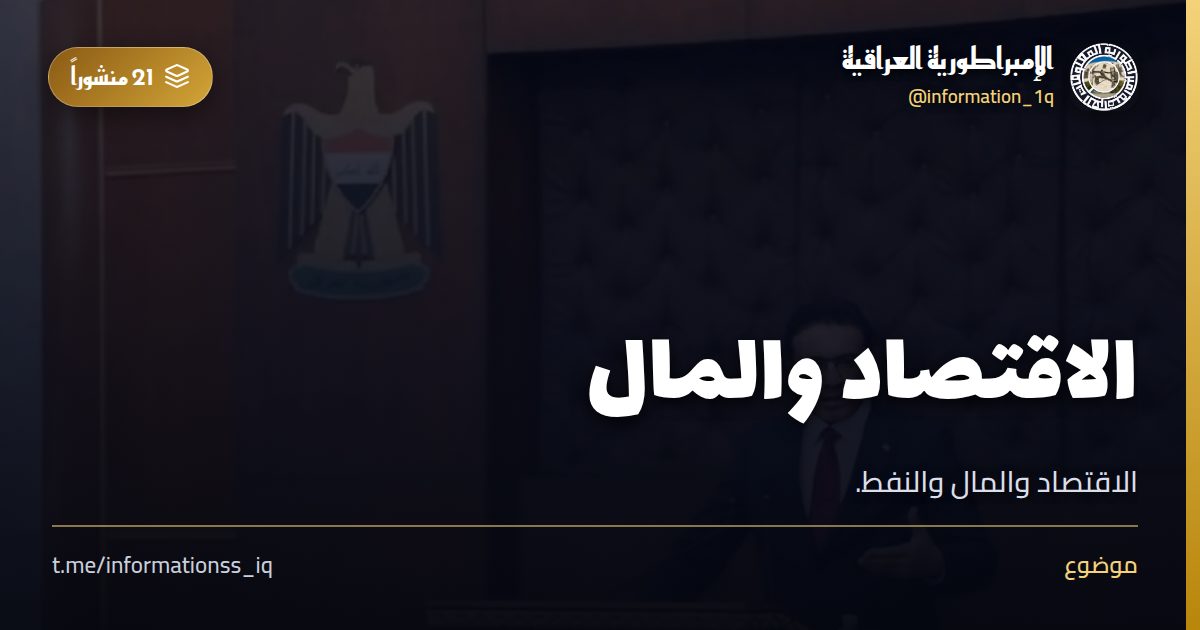 الإمبراطورية العراقية
@information_1q
21 منشوراً
الاقتصاد والمال
الاقتصاد والمال والنفط.
موضوع
t.me/informationss_iq